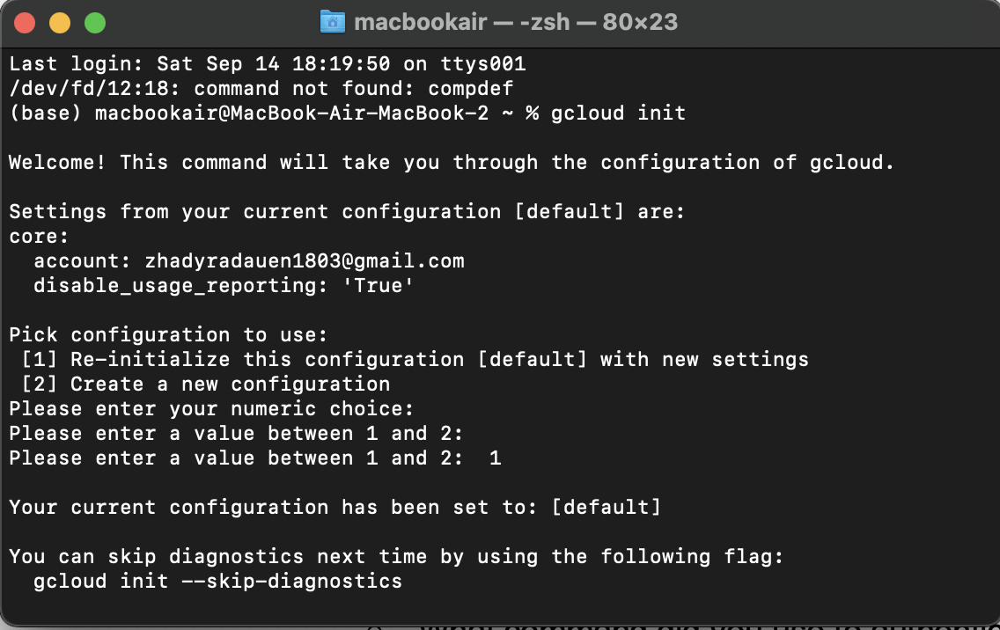 macbookair — -zsh — 80×23
Last login: Sat Sep 14 18:19:50 on ttys001
/dev/fd/12:18: command not found: compdef
(base) macbookair@MacBook-Air-MacBook-2 ~ % gcloud init
Welcome! This command will take you through the configuration of gcloud.
Settings from your current configuration [default] are:
core:
  account: zhadyradauen1803@gmail.com
  disable_usage_reporting: 'True'
Pick configuration to use:
 [1] Re-initialize this configuration [default] with new settings
 [2] Create a new configuration
Please enter your numeric choice:
Please enter a value between 1 and 2:
Please enter a value between 1 and 2:  1
Your current configuration has been set to: [default]
You can skip diagnostics next time by using the following flag:
  gcloud init --skip-diagnostics